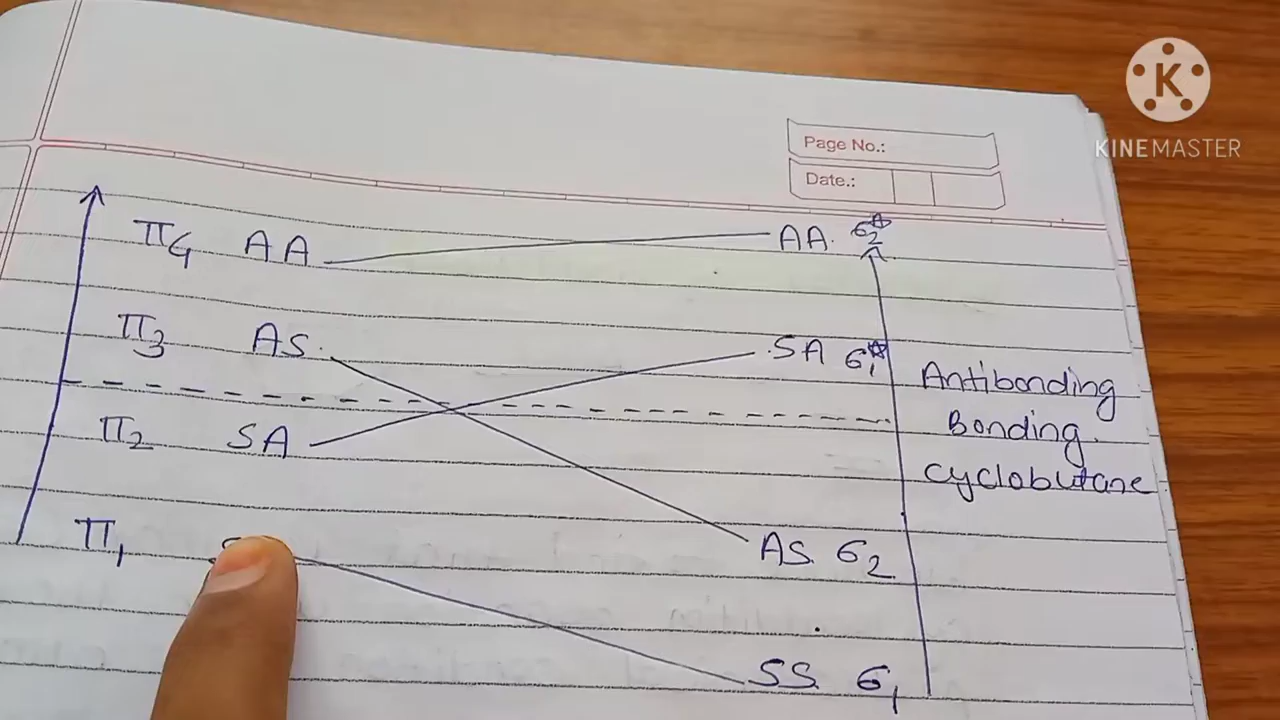 KINEMASTER
Page No.:
Date.:
π4 AA AA. σ2*
π3 AS. .SA σ1*
Antibonding
π2 SA Bonding.
Cyclobutane
π1 AS. σ2
SS. σ1